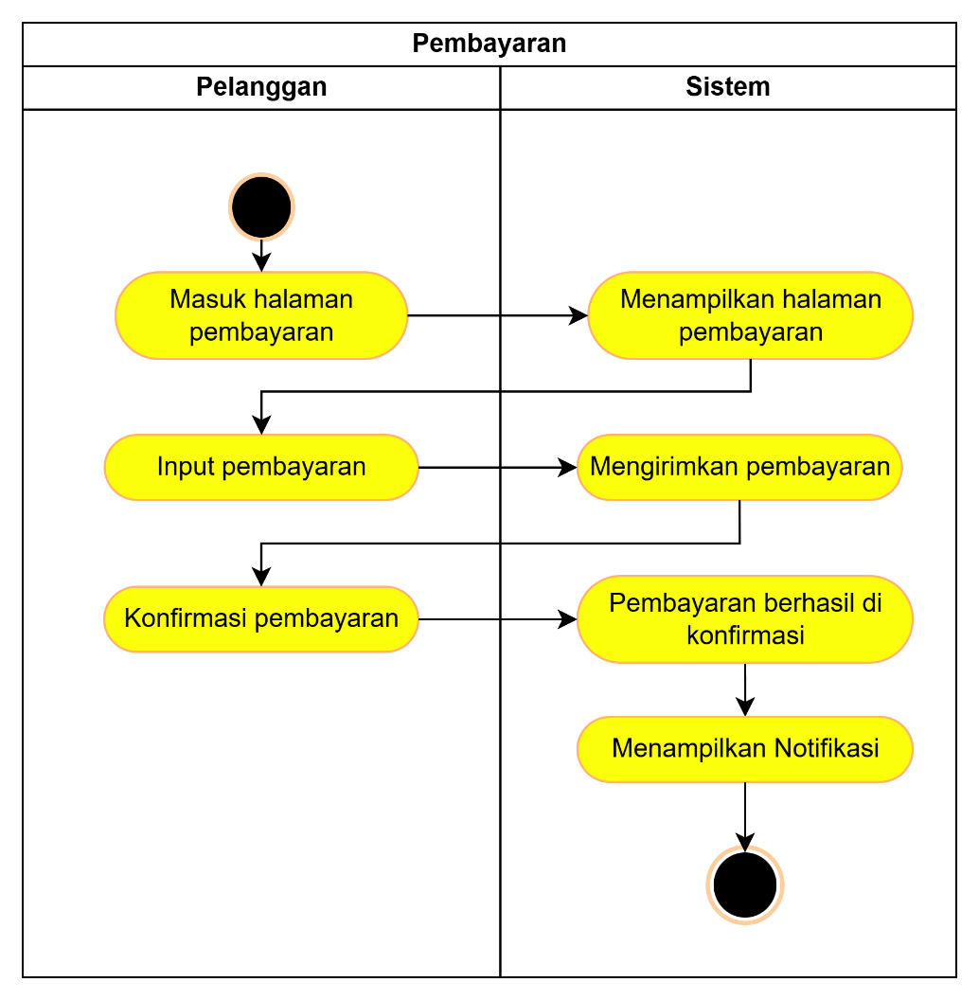 Pembayaran
Pelanggan
Sistem
Masuk halaman
pembayaran
Menampilkan halaman
pembayaran
Input pembayaran
Mengirimkan pembayaran
Konfirmasi pembayaran
Pembayaran berhasil di
konfirmasi
Menampilkan Notifikasi